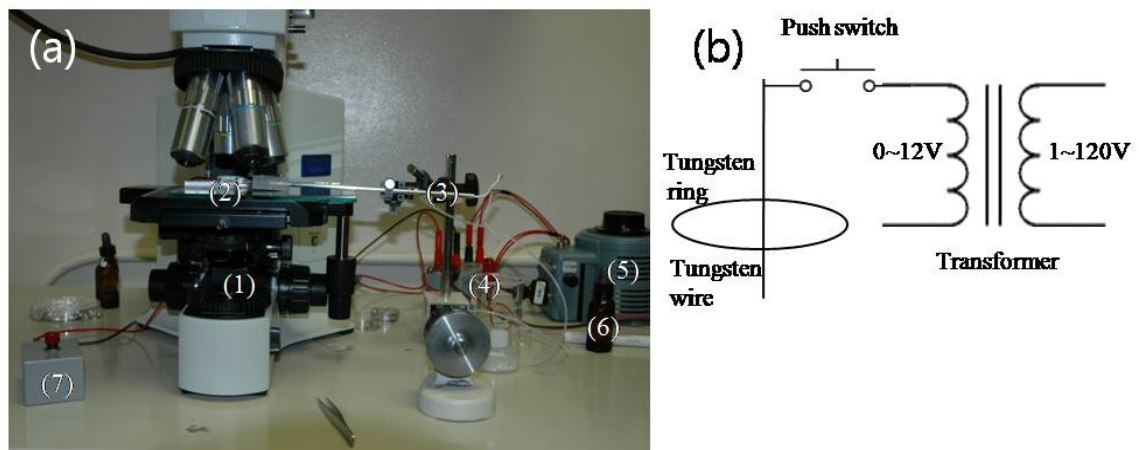 (a)
(2)
(3)
(1)
(4)
(5)
(6)
(7)
(b)
Push switch
0~12V
1~120V
Tungsten
ring
Tungsten
wire
Transformer